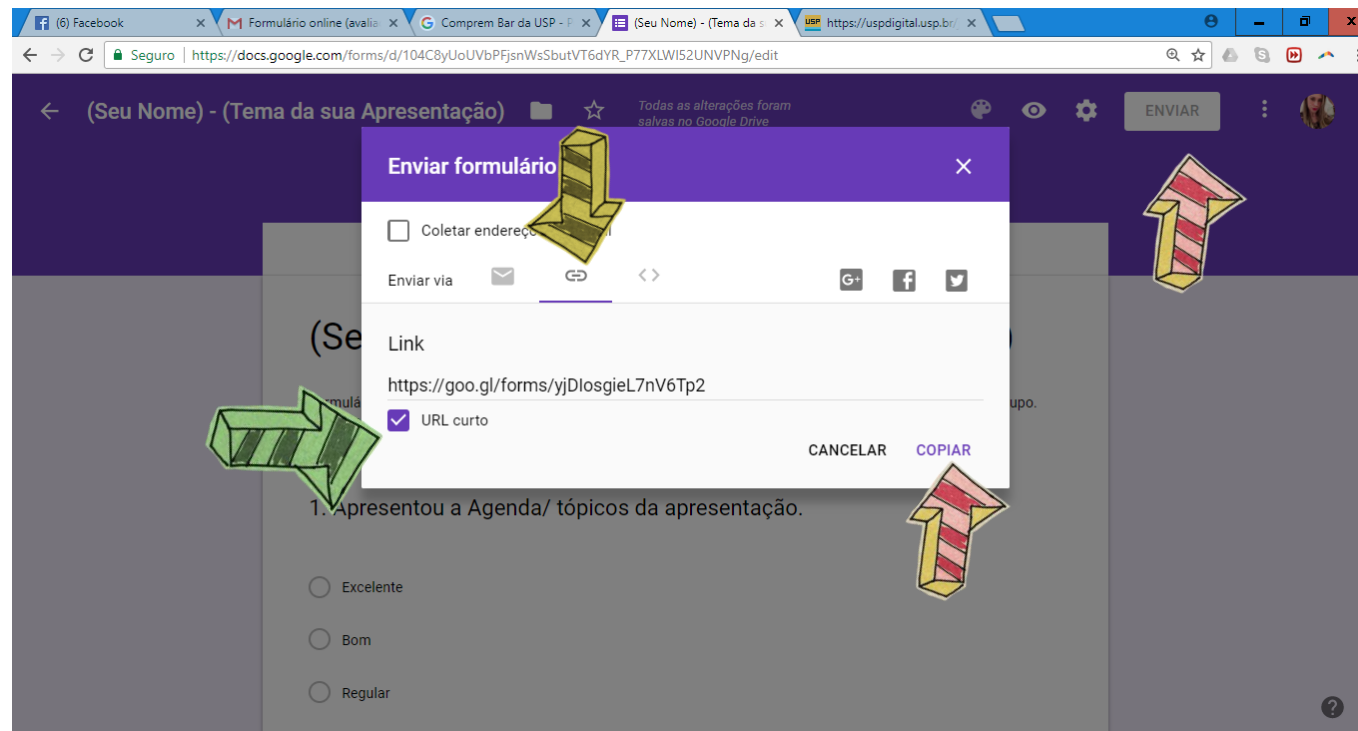 (6) Facebook
Formulário online (avalia
Comprem Bar da USP - P
(Seu Nome) - (Tema da s
USP https://uspdigital.usp.br/
Seguro | https://docs.google.com/forms/d/104C8yUoUVbPFjsnWsSbutVT6dYR_P77XLWI52UNVPNg/edit
(Seu Nome) - (Tema da sua Apresentação)
Todas as alterações foram
salvas no Google Drive
ENVIAR
Enviar formulário
Coletar endereço
Enviar via
G+
(Se
Link
https://goo.gl/forms/yjDIosgieL7nV6Tp2
upo.
URL curto
CANCELAR COPIAR
1. Apresentou a Agenda/ tópicos da apresentação.
Excelente
Bom
Regular